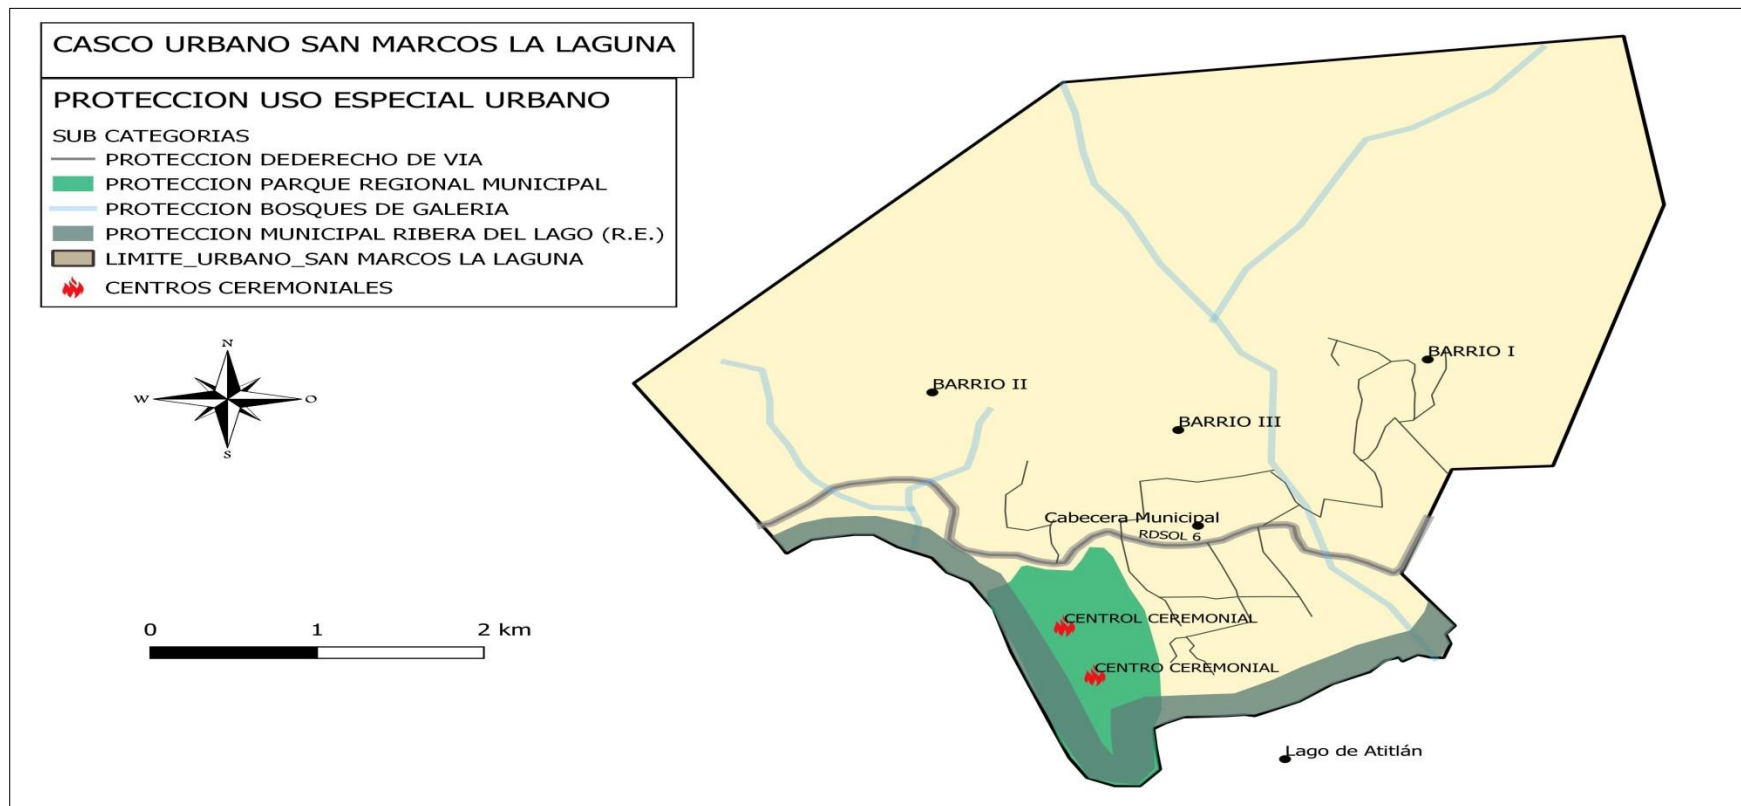 CASCO URBANO SAN MARCOS LA LAGUNA
PROTECCION USO ESPECIAL URBANO
SUB CATEGORIAS
PROTECCION DEDERECHO DE VIA
PROTECCION PARQUE REGIONAL MUNICIPAL
PROTECCION BOSQUES DE GALERIA
PROTECCION MUNICIPAL RIBERA DEL LAGO (R.E.)
LIMITE_URBANO_SAN MARCOS LA LAGUNA
CENTROS CEREMONIALES
N
W
O
S
0 1 2 km
BARRIO I
BARRIO II
BARRIO III
Cabecera Municipal
RDSOL 6
CENTROL CEREMONIAL
CENTRO CEREMONIAL
Lago de Atitlán